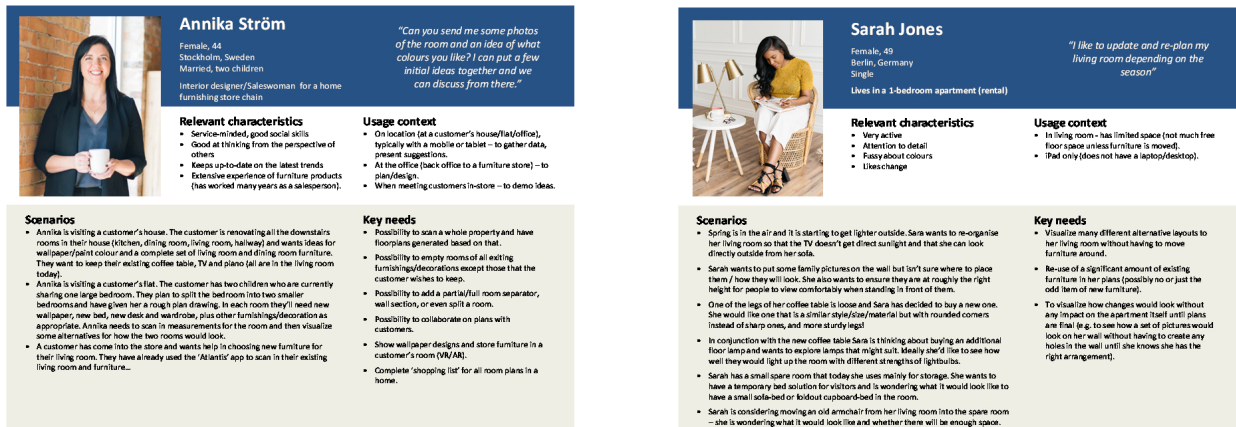 Annika Ström
Female, 44
Stockholm, Sweden
Married, two children
Interior designer/Saleswoman for a home
furnishing store chain
“Can you send me some photos
of the room and an idea of what
colours you like? I can put a few
initial ideas together and we
can discuss from there.”
Relevant characteristics
• Service-minded, good social skills
• Good at thinking from the perspective of
others
• Keeps up-to-date on the latest trends
• Extensive experience of furniture products
(has worked many years as a salesperson).
Usage context
• On location (at a customer’s house/flat/office),
typically with a mobile or tablet – to gather data,
present suggestions.
• At the office (back office to a furniture store) – to
plan/design.
• When meeting customers in-store – to demo ideas.
Scenarios
• Annika is visiting a customer’s house. The customer is renovating all the downstairs
rooms in their house (kitchen, dining room, living room, hallway) and wants ideas for
wallpaper/paint colour and a complete set of living room and dining room furniture.
They want to keep their existing coffee table, TV and piano (all are in the living room
today).
• Annika is visiting a customer’s flat. The customer has two children who are currently
sharing one large bedroom. They plan to split the bedroom into two smaller
bedrooms and have given her a rough plan drawing. In each room they’ll need new
wallpaper, new bed, new desk and wardrobe, plus other furnishings/decoration as
appropriate. Annika needs to scan in measurements for the room and then visualize
some alternatives for how the two rooms would look.
• A customer has come into the store and wants help in choosing new furniture for
their living room. They have already used the ‘Atlantis’ app to scan in their existing
living room and furniture…
Key needs
• Possibility to scan a whole property and have
floorplans generated based on that.
• Possibility to empty rooms of all exiting
furnishings/decorations except those that the
customer wishes to keep.
• Possibility to add a partial/full room separator,
wall section, or even split a room.
• Possibility to collaborate on plans with
customers.
• Show wallpaper designs and store furniture in a
customer’s room (VR/AR).
• Complete ‘shopping list’ for all room plans in a
home.
Sarah Jones
Female, 49
Berlin, Germany
Single
Lives in a 1-bedroom apartment (rental)
“I like to update and re-plan my
living room depending on the
season”
Relevant characteristics
• Very active
• Attention to detail
• Fussy about colours
• Likes change
Usage context
• In living room - has limited space (not much free
floor space unless furniture is moved).
• iPad only (does not have a laptop/desktop).
Scenarios
• Spring is in the air and it is starting to get lighter outside. Sara wants to re-organise
her living room so that the TV doesn’t get direct sunlight and that she can look
directly outside from her sofa.
• Sarah wants to put some family pictures on the wall but isn’t sure where to place
them / how they will look. She also wants to ensure they are at roughly the right
height for people to view comfortably when standing in front of them.
• One of the legs of her coffee table is loose and Sara has decided to buy a new one.
She would like one that is a similar style/size/material but with rounded corners
instead of sharp ones, and more sturdy legs!
• In conjunction with the new coffee table Sara is thinking about buying an additional
floor lamp and wants to explore lamps that might suit. Ideally she’d like to see how
well they would light up the room with different strengths of lightbulbs.
• Sarah has a small spare room that today she uses mainly for storage. She wants to
have a temporary bed solution for visitors and is wondering what it would look like to
have a small sofa-bed or foldout cupboard-bed in the room.
• Sarah is considering moving an old armchair from her living room into the spare room
– she is wondering what it would look like and whether there will be enough space.
Key needs
• Visualize many different alternative layouts to
her living room without having to move
furniture around.
• Re-use of a significant amount of existing
furniture in her plans (possibly no or just the
odd item of new furniture).
• To visualize how changes would look without
any impact on the apartment itself until plans
are final (e.g. to see how a set of pictures would
look on her wall without having to create any
holes in the wall until she knows she has the
right arrangement).